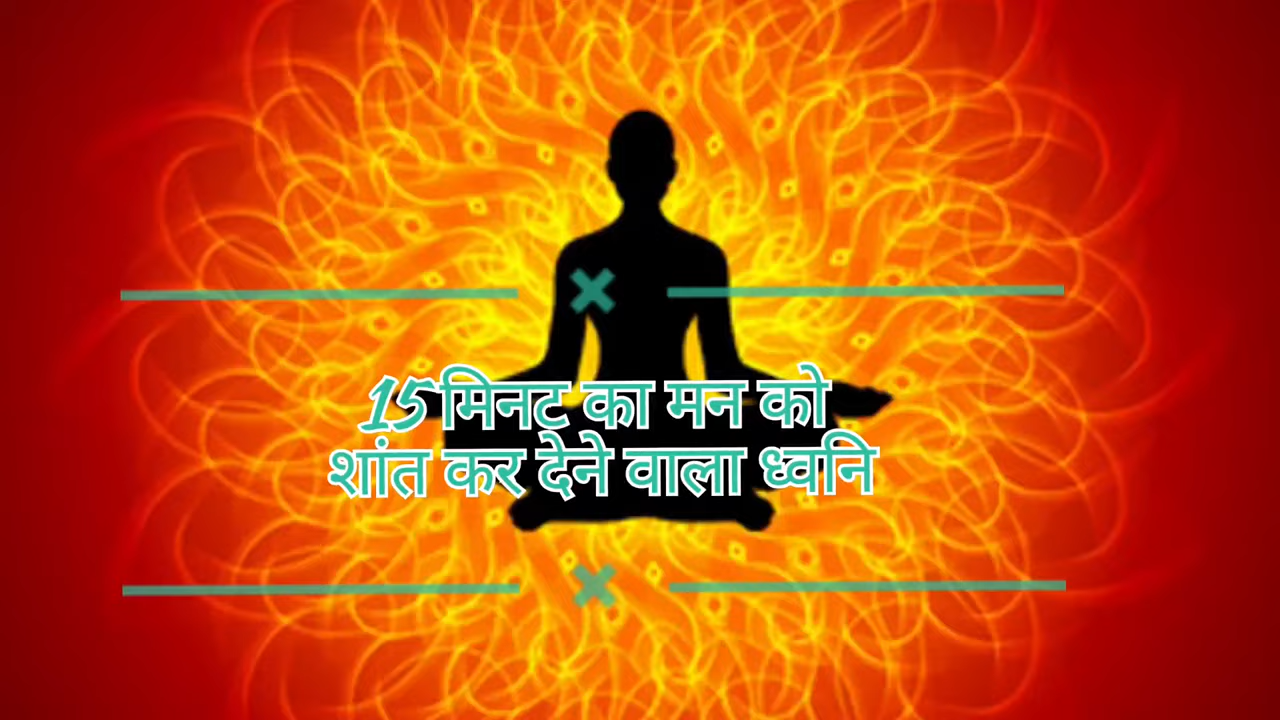 15 मिनट का मन को
शांत कर देने वाला ध्वनि